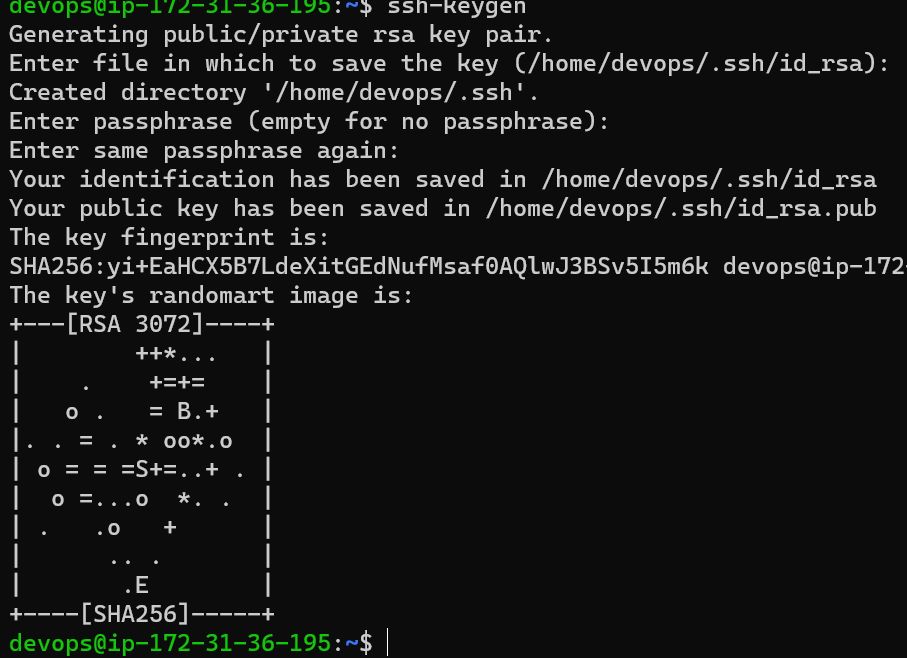 devops@ip-172-31-36-195:~$ ssh-keygen
Generating public/private rsa key pair.
Enter file in which to save the key (/home/devops/.ssh/id_rsa):
Created directory '/home/devops/.ssh'.
Enter passphrase (empty for no passphrase):
Enter same passphrase again:
Your identification has been saved in /home/devops/.ssh/id_rsa
Your public key has been saved in /home/devops/.ssh/id_rsa.pub
The key fingerprint is:
SHA256:yi+EaHCX5B7LdeXitGEdNufMsaf0AQlwJ3BSv5I5m6k devops@ip-172-
The key's randomart image is:
+---[RSA 3072]----+
|        ++*...   |
|    .    +=+=    |
|   o .   = B.+   |
|. . = . * oo*.o  |
| o = = =S+=..+ . |
|  o =...o  *. .  |
| .   .o   +      |
|      .. .       |
|       .E        |
+----[SHA256]-----+
devops@ip-172-31-36-195:~$